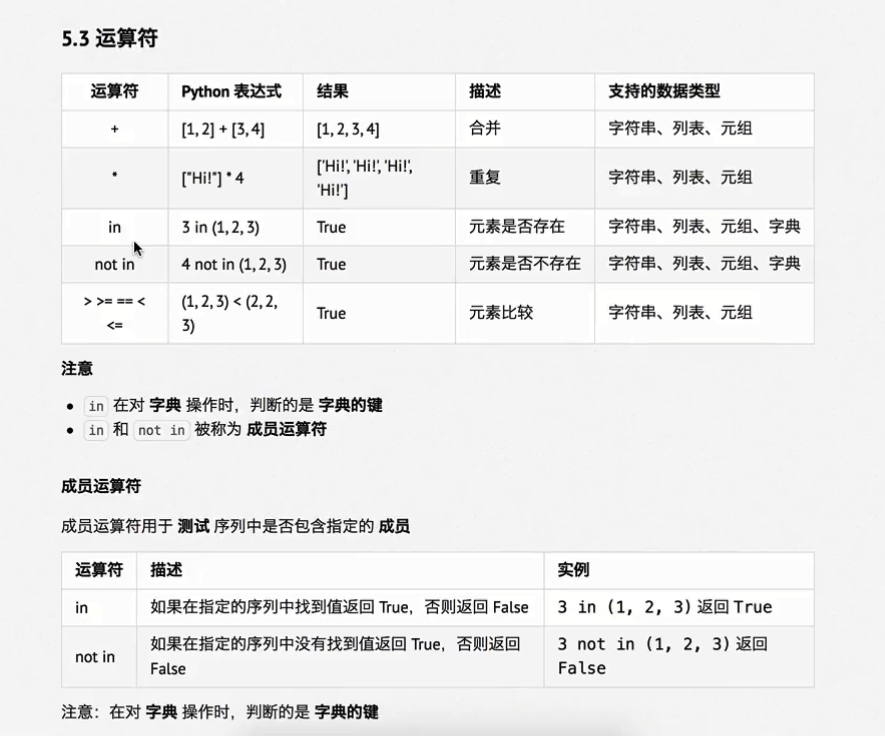 5.3 运算符
运算符 Python 表达式 结果 描述 支持的数据类型
+ [1, 2] + [3, 4] [1, 2, 3, 4] 合并 字符串、列表、元组
* ["Hi!"] * 4 ['Hi!', 'Hi!', 'Hi!',
'Hi!'] 重复 字符串、列表、元组
in 3 in (1, 2, 3) True 元素是否存在 字符串、列表、元组、字典
not in 4 not in (1, 2, 3) True 元素是否不存在 字符串、列表、元组、字典
> >= == < (1, 2, 3) < (2, 2,
<= 3) True 元素比较 字符串、列表、元组
注意
• in 在对 字典 操作时，判断的是 字典的键
• in 和 not in 被称为 成员运算符
成员运算符
成员运算符用于 测试 序列中是否包含指定的 成员
运算符 描述 实例
in 如果在指定的序列中找到值返回 True，否则返回 False 3 in (1, 2, 3) 返回 True
not in 如果在指定的序列中没有找到值返回 True，否则返回 3 not in (1, 2, 3) 返回
False False
注意：在对 字典 操作时，判断的是 字典的键